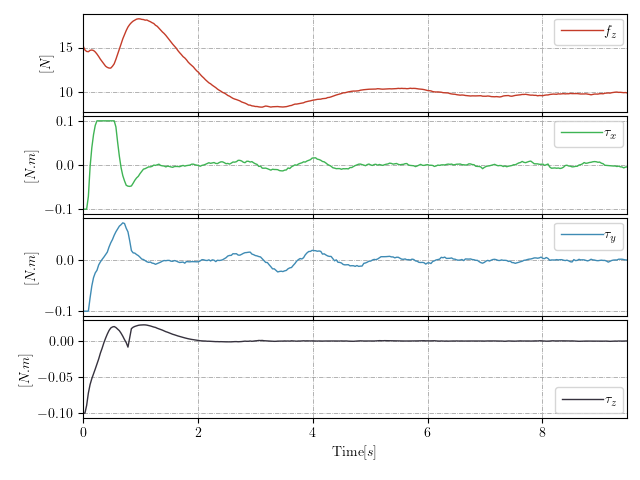 15
10
[N]
f_z
0.1
0.0
−0.1
[N.m]
τ_x
0.0
−0.1
[N.m]
τ_y
0.00
−0.05
−0.10
[N.m]
τ_z
0 2 4 6 8
Time[s]